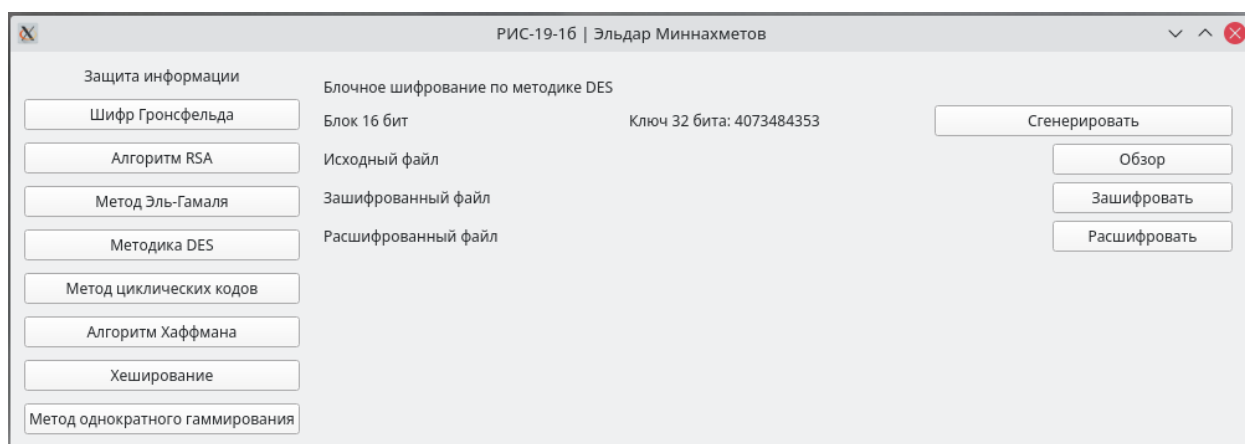 РИС-19-1б | Эльдар Миннахметов
Защита информации
Шифр Гронсфельда
Алгоритм RSA
Метод Эль-Гамаля
Методика DES
Метод циклических кодов
Алгоритм Хаффмана
Хеширование
Метод однократного гаммирования
Блочное шифрование по методике DES
Блок 16 бит Ключ 32 бита: 4073484353 Сгенерировать
Исходный файл Обзор
Зашифрованный файл Зашифровать
Расшифрованный файл Расшифровать